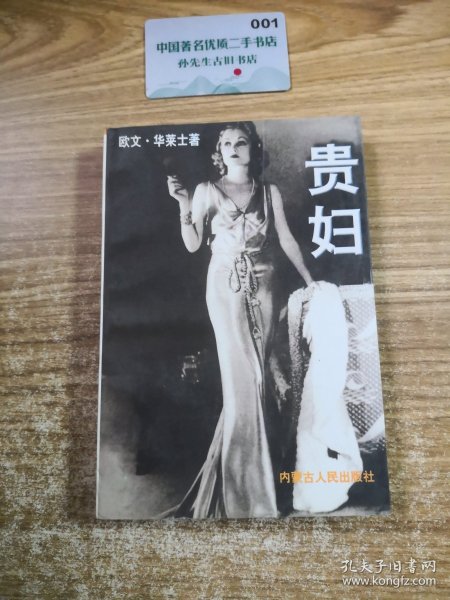 001
中国著名优质二手书店
孙先生古旧书店
欧文·华莱士著
贵妇
内蒙古人民出版社
孔夫子旧书网
www.kongfz.com